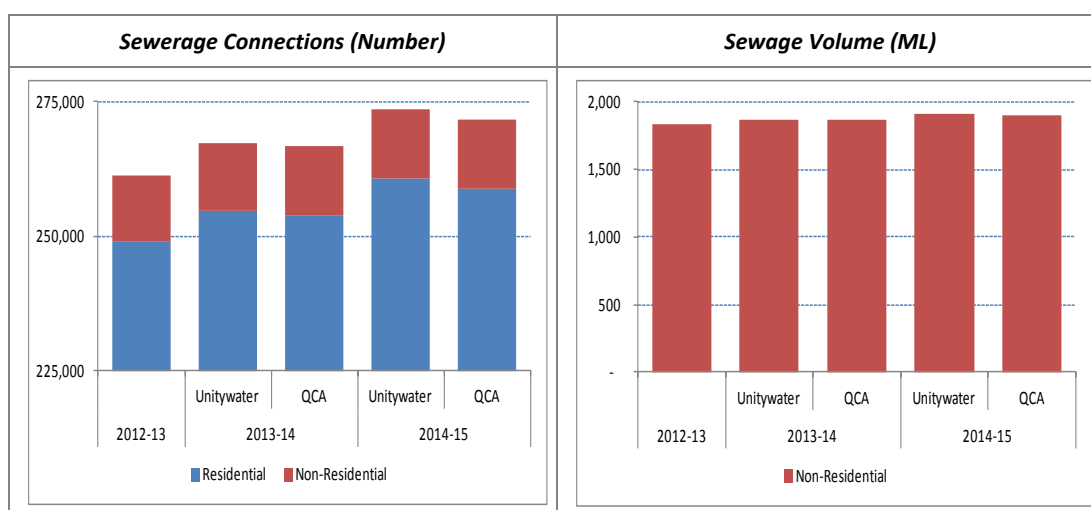 Sewerage Connections (Number)
275,000
250,000
225,000
Unitywater QCA Unitywater QCA
2012-13 2013-14 2014-15
Residential Non-Residential
Sewage Volume (ML)
2,000
1,500
1,000
500
-
Unitywater QCA Unitywater QCA
2012-13 2013-14 2014-15
Non-Residential